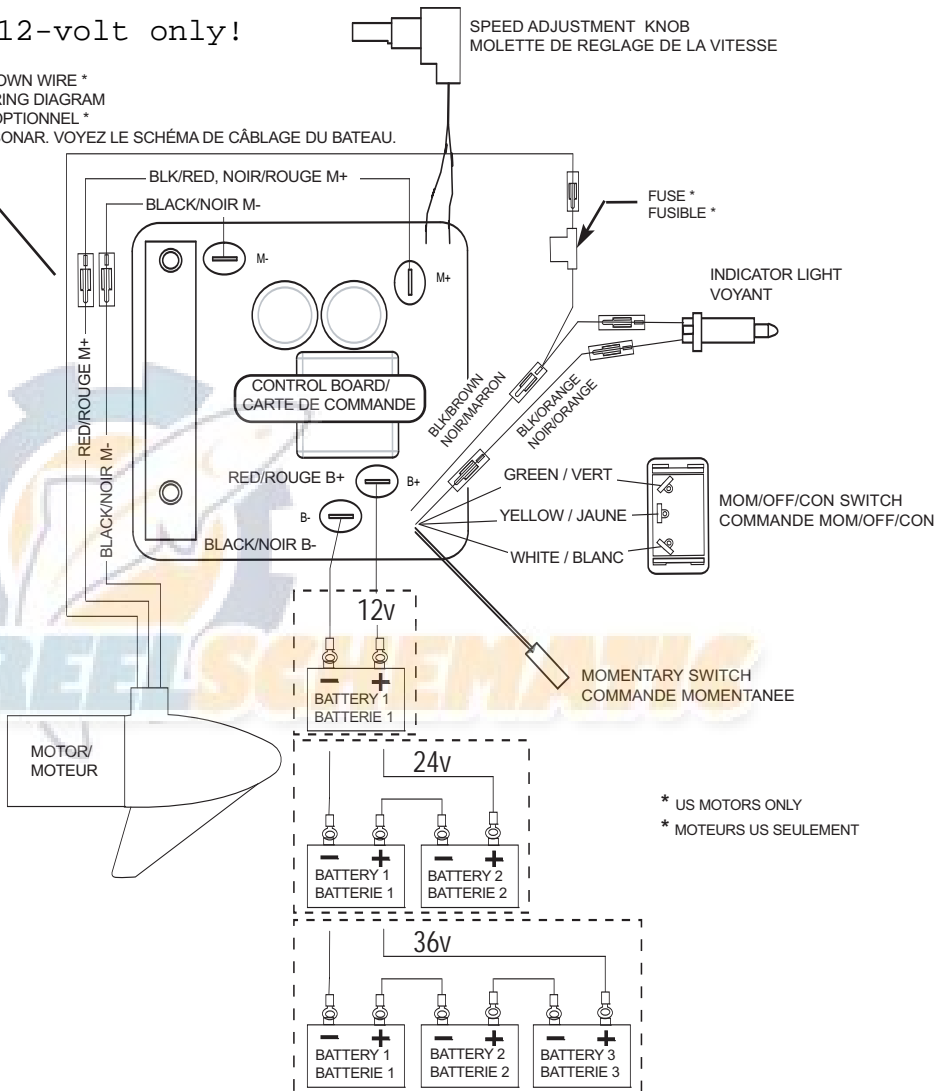 12-volt only!
SPEED ADJUSTMENT KNOB
MOLETTE DE REGLAGE DE LA VITESSE
OWN WIRE *
RING DIAGRAM
OPTIONNEL *
SONAR. VOYEZ LE SCHÉMA DE CÂBLAGE DU BATEAU.
BLK/RED, NOIR/ROUGE M+
BLACK/NOIR M-
FUSE *
FUSIBLE *
M-
M+
INDICATOR LIGHT
VOYANT
RED/ROUGE M+
BLACK/NOIR M-
CONTROL BOARD/
CARTE DE COMMANDE
BLK/BROWN
NOIR/MARRON
BLK/ORANGE
NOIR/ORANGE
RED/ROUGE B+
B+
B-
BLACK/NOIR B-
GREEN / VERT
YELLOW / JAUNE
WHITE / BLANC
MOM/OFF/CON SWITCH
COMMANDE MOM/OFF/CON
12v
BATTERY 1
BATTERIE 1
MOMENTARY SWITCH
COMMANDE MOMENTANEE
REELSCHEMATIC
MOTOR/
MOTEUR
24v
BATTERY 1
BATTERIE 1
BATTERY 2
BATTERIE 2
* US MOTORS ONLY
* MOTEURS US SEULEMENT
36v
BATTERY 1
BATTERIE 1
BATTERY 2
BATTERIE 2
BATTERY 3
BATTERIE 3